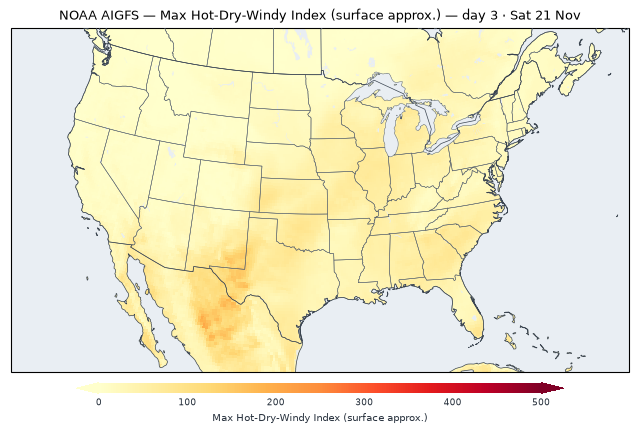 NOAA AIGFS — Max Hot-Dry-Windy Index (surface approx.) — day 3 · Sat 21 Nov
0 100 200 300 400 500
Max Hot-Dry-Windy Index (surface approx.)